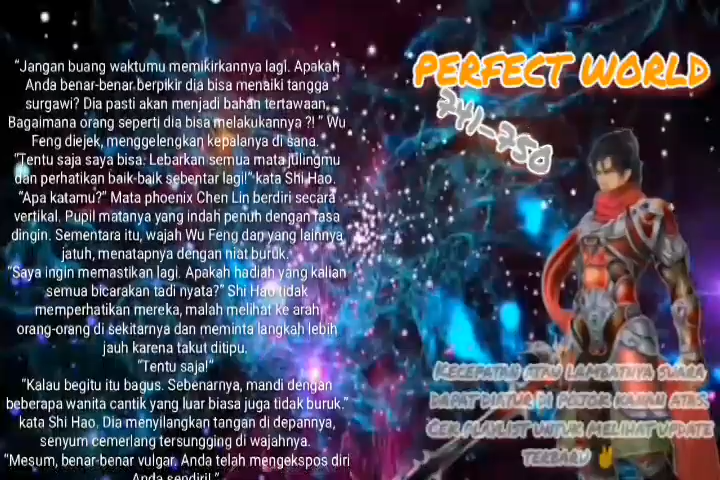 “Jangan buang waktumu memikirkannya lagi. Apakah
Anda benar-benar berpikir dia bisa menaiki tangga
surgawi? Dia pasti akan menjadi bahan tertawaan.
Bagaimana orang seperti dia bisa melakukannya ?! ” Wu
Feng diejek, menggelengkan kepalanya di sana.
“Tentu saja saya bisa. Lebarkan semua mata julingmu
dan perhatikan baik-baik sebentar lagi!” kata Shi Hao.
“Apa katamu?” Mata phoenix Chen Lin berdiri secara
vertikal. Pupil matanya yang indah penuh dengan rasa
dingin. Sementara itu, wajah Wu Feng dan yang lainnya
jatuh, menatapnya dengan niat buruk.
“Saya ingin memastikan lagi. Apakah hadiah yang kalian
semua bicarakan tadi nyata?” Shi Hao tidak
memperhatikan mereka, malah melihat ke arah
orang-orang di sekitarnya dan meminta langkah lebih
jauh karena takut ditipu.
“Tentu saja!”
“Kalau begitu itu bagus. Sebenarnya, mandi dengan
beberapa wanita cantik yang luar biasa juga tidak buruk.”
kata Shi Hao. Dia menyilangkan tangan di depannya,
senyum cemerlang tersungging di wajahnya.
“Mesum, benar-benar vulgar. Anda telah mengekspos diri
Anda sendiri! ”
PERFECT WORLD
741-750
Kecepatan atau lambatnya suara
dapat diatur di pojok kanan atas
Cek playlist untuk melihat update
terbaru